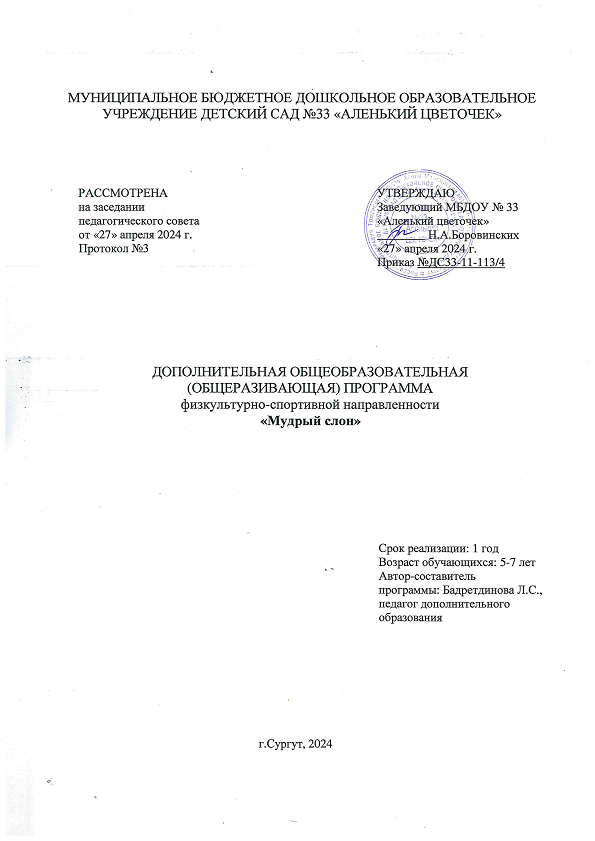 МУНИЦИПАЛЬНОЕ БЮДЖЕТНОЕ ДОШКОЛЬНОЕ ОБРАЗОВАТЕЛЬНОЕ
УЧРЕЖДЕНИЕ ДЕТСКИЙ САД №33 «АЛЕНЬКИЙ ЦВЕТОЧЕК»
РАССМОТРЕНА
на заседании
педагогического совета
от «27» апреля 2024 г.
Протокол №3
УТВЕРЖДАЮ
Заведующий МБДОУ № 33
«Аленький цветочек»
Н.А.Боровинских
«27» апреля 2024 г.
Приказ №ДС33-11-113/4
ДОПОЛНИТЕЛЬНАЯ ОБЩЕОБРАЗОВАТЕЛЬНАЯ
(ОБЩЕРАЗИВАЮЩАЯ) ПРОГРАММА
физкультурно-спортивной направленности
«Мудрый слон»
Срок реализации: 1 год
Возраст обучающихся: 5-7 лет
Автор-составитель
программы: Бадретдинова Л.С.,
педагог дополнительного
образования
г.Сургут, 2024